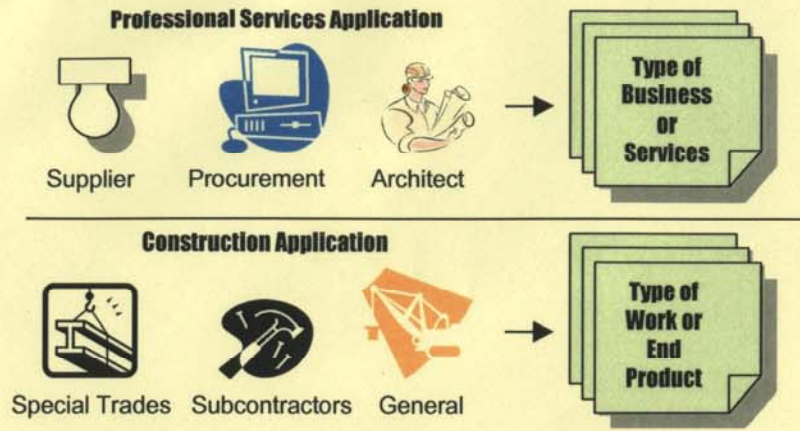 Professional Services Application
Supplier
Procurement
Architect
Type of
Business
or
Services
Construction Application
Special Trades
Subcontractors
General
Type of
Work or
End
Product